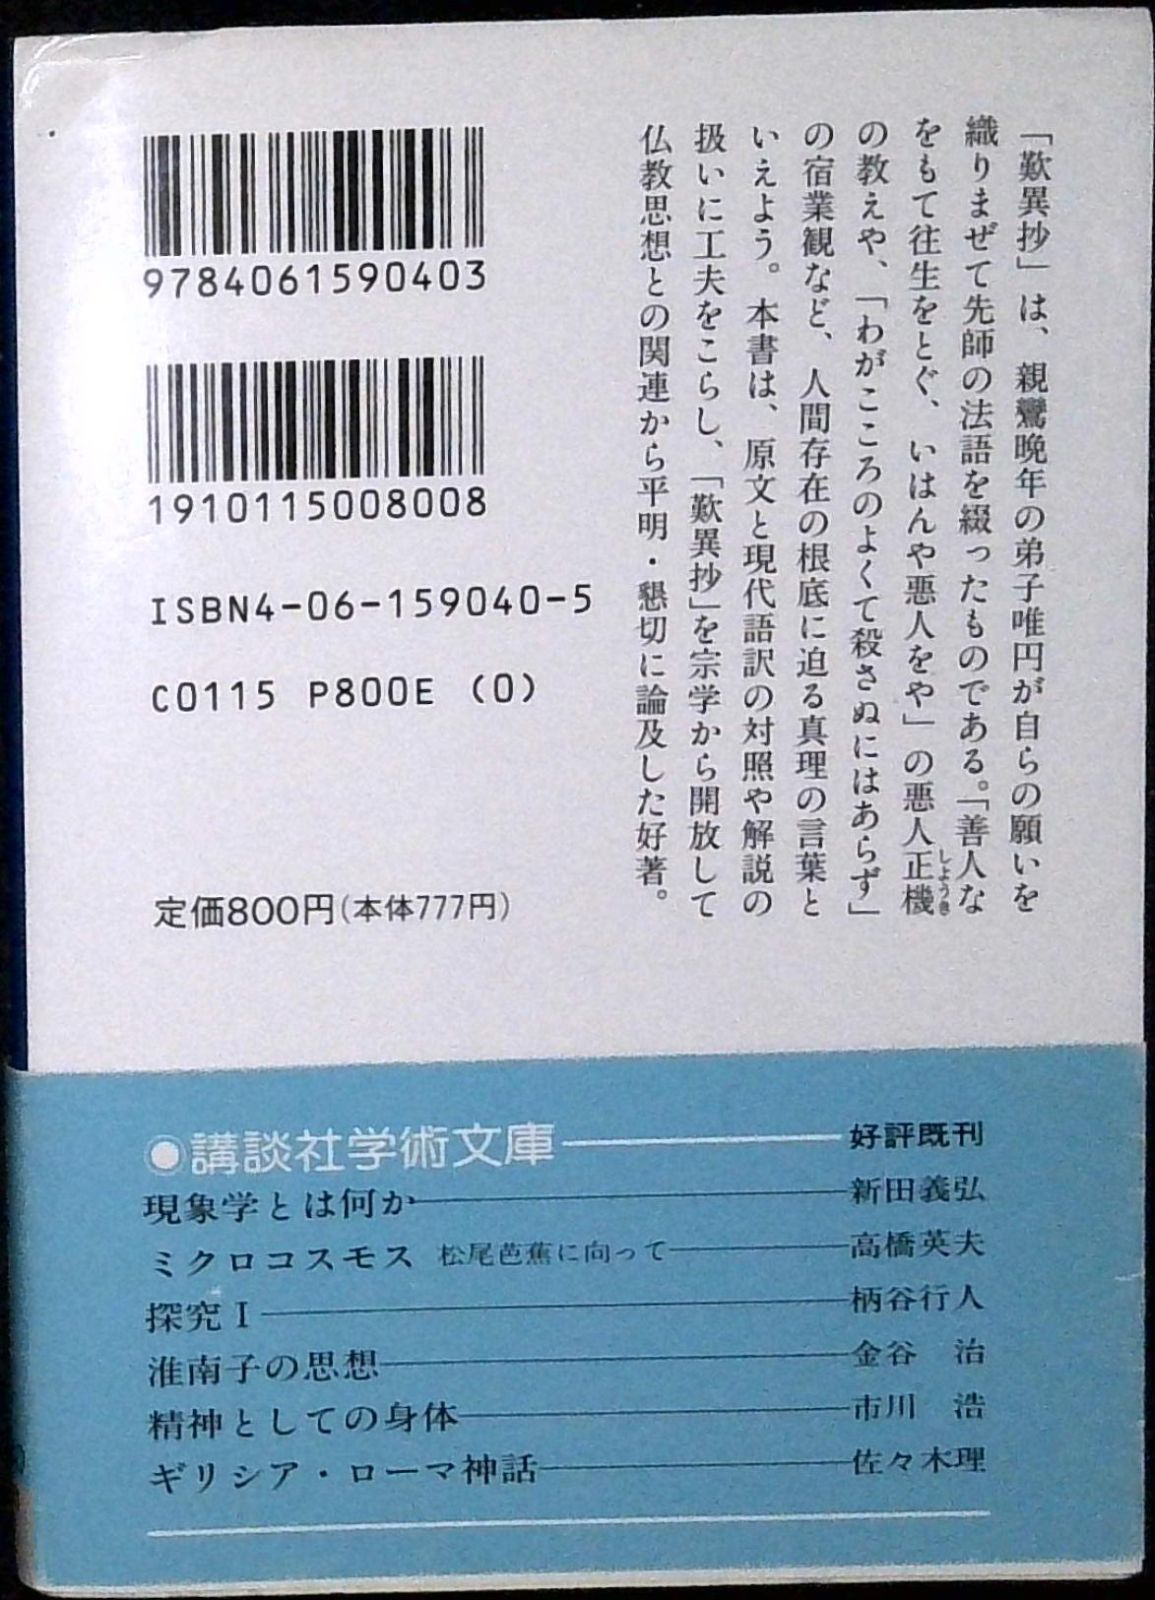 「歎異抄」は、親鸞晩年の弟子唯円が自らの願いを
織りまぜて先師の法語を綴ったものである。「善人な
をもて往生をとぐ、いはんや悪人をや」の悪人正機
しょうき
の教えや、「わがこころのよくて殺さぬにはあらず」
の宿業観など、人間存在の根底に迫る真理の言葉と
いえよう。本書は、原文と現代語訳の対照や解説の
扱いに工夫をこらし、「歎異抄」を宗学から開放して
仏教思想との関連から平明・懇切に論及した好著。
9784061590403
1910115008008
ISBN4-06-159040-5
C0115 P800E (0)
定価800円(本体777円)
◉講談社学術文庫 好評既刊
現象学とは何か 新田義弘
ミクロコスモス 松尾芭蕉に向って 高橋英夫
探究Ⅰ 柄谷行人
淮南子の思想 金谷 治
精神としての身体 市川 浩
ギリシア・ローマ神話 佐々木理